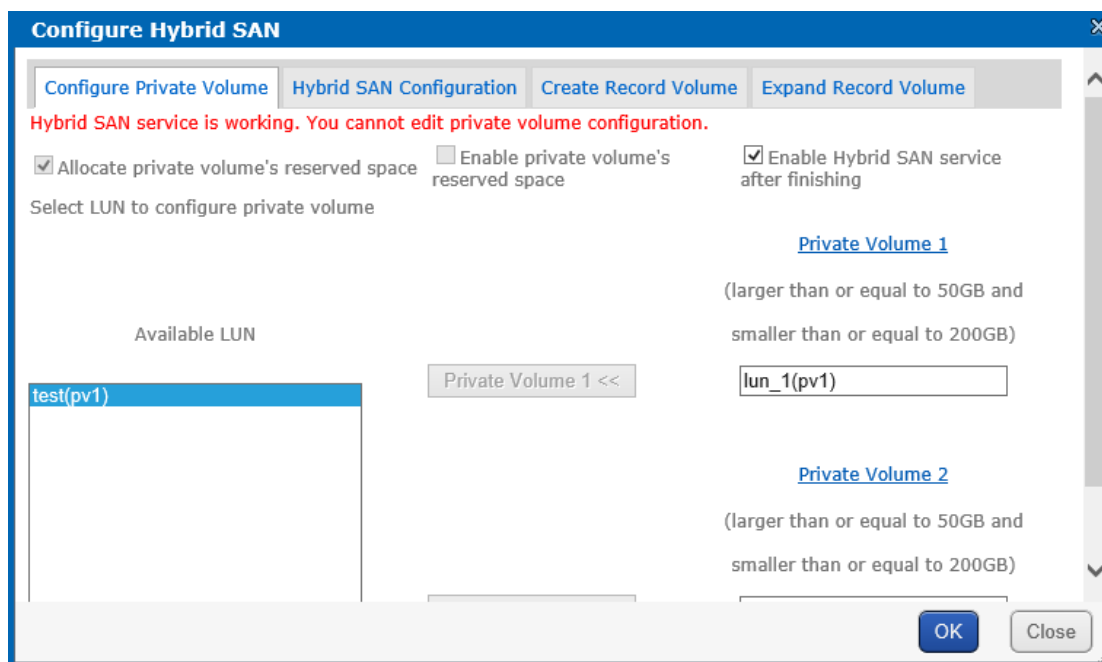 Configure Hybrid SAN
Configure Private Volume Hybrid SAN Configuration Create Record Volume Expand Record Volume
Hybrid SAN service is working. You cannot edit private volume configuration.
Allocate private volume's reserved space
Enable private volume's
reserved space
Enable Hybrid SAN service
after finishing
Select LUN to configure private volume
Private Volume 1
(larger than or equal to 50GB and
smaller than or equal to 200GB)
Available LUN
test(pv1)
Private Volume 1 <<
lun_1(pv1)
Private Volume 2
(larger than or equal to 50GB and
smaller than or equal to 200GB)
OK Close